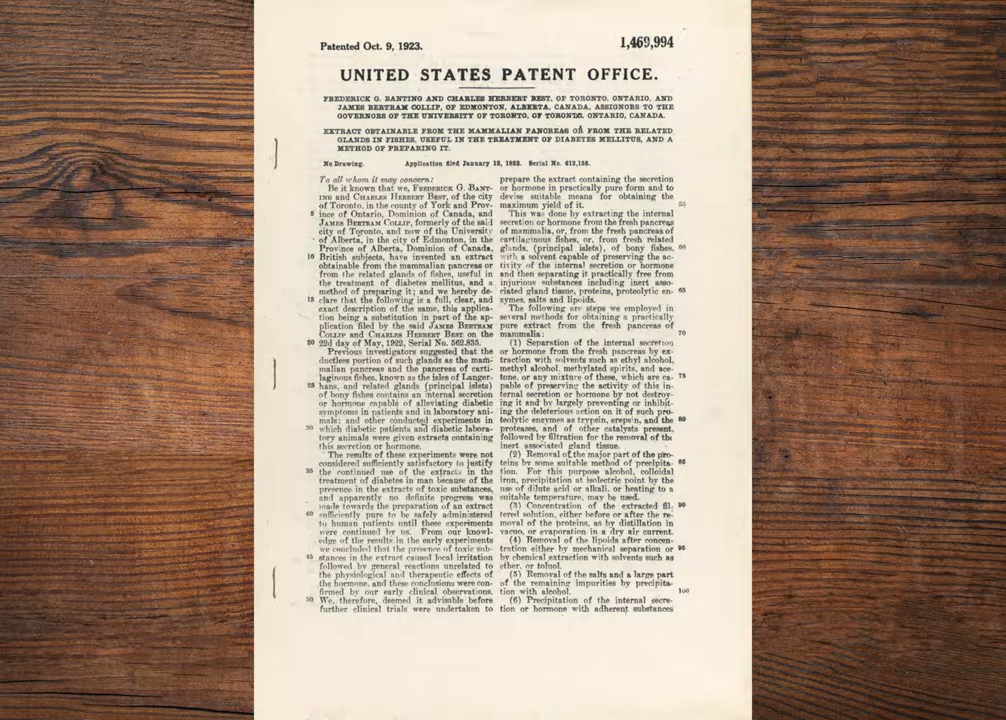 Patented Oct. 9, 1923.
1,469,994
UNITED STATES PATENT OFFICE.
FREDERICK G. BANTING AND CHARLES HERBERT BEST, OF TORONTO, ONTARIO, AND
JAMES BERTRAM COLLIP, OF EDMONTON, ALBERTA, CANADA, ASSIGNORS TO THE
GOVERNORS OF THE UNIVERSITY OF TORONTO, OF TORONTO, ONTARIO, CANADA.
EXTRACT OBTAINABLE FROM THE MAMMALIAN PANCREAS OR FROM THE RELATED
GLANDS IN FISHES, USEFUL IN THE TREATMENT OF DIABETES MELLITUS, AND A
METHOD OF PREPARING IT.
No Drawing. Application filed January 12, 1923. Serial No. 612,158.
To all whom it may concern:
Be it known that we, FREDERICK G. BANT-
ING and CHARLES HERBERT BEST, of the city
of Toronto, in the county of York and Prov-
5 ince of Ontario, Dominion of Canada, and
JAMES BERTRAM COLLIP, formerly of the said
city of Toronto, and now of the University
of Alberta, in the city of Edmonton, in the
Province of Alberta, Dominion of Canada,
10 British subjects, have invented an extract
obtained from the mammalian pancreas or
from the related glands of fishes, useful in
the treatment of diabetes mellitus, and a
method of preparing it; and we hereby de-
15 clare that the following is a full, clear, and
exact description of the same, this applica-
tion being a substitution in part of the ap-
plication filed by the said JAMES BERTRAM
COLLIP and CHARLES HERBERT BEST on the
20 22d day of May, 1922, Serial No. 562,835.
Previous investigators suggested that the
ductless portion of such glands as the mam-
malian pancreas and the pancreas of carti-
laginous fishes, known as the isles of Langer-
25 hans, and related glands (principal islets)
of bony fishes contains an internal secretion
or hormone capable of alleviating diabetic
symptoms in patients and in laboratory ani-
mals; and other conducted experiments in
30 which diabetic patients and diabetic labora-
tory animals were given extracts containing
this secretion or hormone.
The results of these experiments were not
considered sufficiently satisfactory to justify
35 the continued use of the extracts in the
treatment of diabetes in man because of the
presence in the extracts of toxic substances,
and apparently no definite progress was
made towards the preparation of an extract
40 sufficiently pure to be safely administered
to human patients until these experiments
were continued by us. From our knowl-
edge of the results in the early experiments
we concluded that the presence of toxic sub-
45 stances in the extract caused local irritation
followed by general reactions unrelated to
the physiological and therapeutic effects of
the hormone, and these conclusions were con-
firmed by our early clinical observations.
50 We, therefore, deemed it advisable before
further clinical trials were undertaken to
prepare the extract containing the secretion
or hormone in practically pure form and to
devise suitable means for obtaining the
maximum yield of it. 55
This was done by extracting the internal
secretion or hormone from the fresh pancreas
of mammalia, or, from the fresh pancreas of
cartilaginous fishes, or, from fresh related
glands, (principal islets), of bony fishes, 60
with a solvent capable of preserving the ac-
tivity of the internal secretion or hormone
and then separating it practically free from
injurious substances including inert asso-
ciated gland tissue, proteins, proteolytic en- 65
zymes, salts and lipoids.
The following are steps we employed in
several methods for obtaining a practically
pure extract from the fresh pancreas of
mammalia: 70
(1) Separation of the internal secretion
or hormone from the fresh pancreas by ex-
traction with solvents such as ethyl alcohol,
methyl alcohol, methylated spirits, and ace-
tone, or any mixture of these, which are ca- 75
pable of preserving the activity of this in-
ternal secretion or hormone by not destroy-
ing it and by largely preventing or inhibit-
ing the deleterious action on it of such pro-
teolytic enzymes as trypsin, erepsin, and the 80
proteases, and of other catalysts present,
followed by filtration for the removal of the
inert associated gland tissue.
(2) Removal of the major part of the pro-
teins by some suitable method of precipita- 85
tion. For this purpose alcohol, colloidal
iron, precipitation at isolectric point by the
use of dilute acid or alkali, or heating to a
suitable temperature, may be used.
(3) Concentration of the extracted fil- 90
tered solution, either before or after the re-
moval of the proteins, as by distillation in
vacuo, or evaporation in a dry air current.
(4) Removal of the lipoids after concen-
tration either by mechanical separation or 95
by chemical extraction with solvents such as
ether, or toluol.
(5) Removal of the salts and a large part
of the remaining impurities by precipita-
tion with alcohol. 100
(6) Precipitation of the internal secre-
tion or hormone with adherent substances